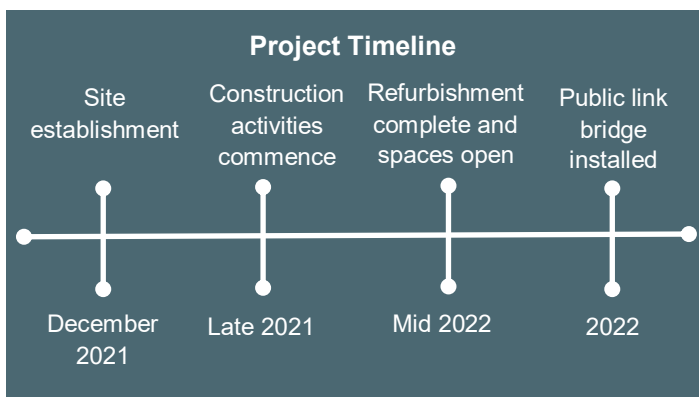 Project Timeline
Site
establishment
Construction
activities
commence
Refurbishment
complete and
spaces open
Public link
bridge
installed
December
2021
Late 2021
Mid 2022
2022